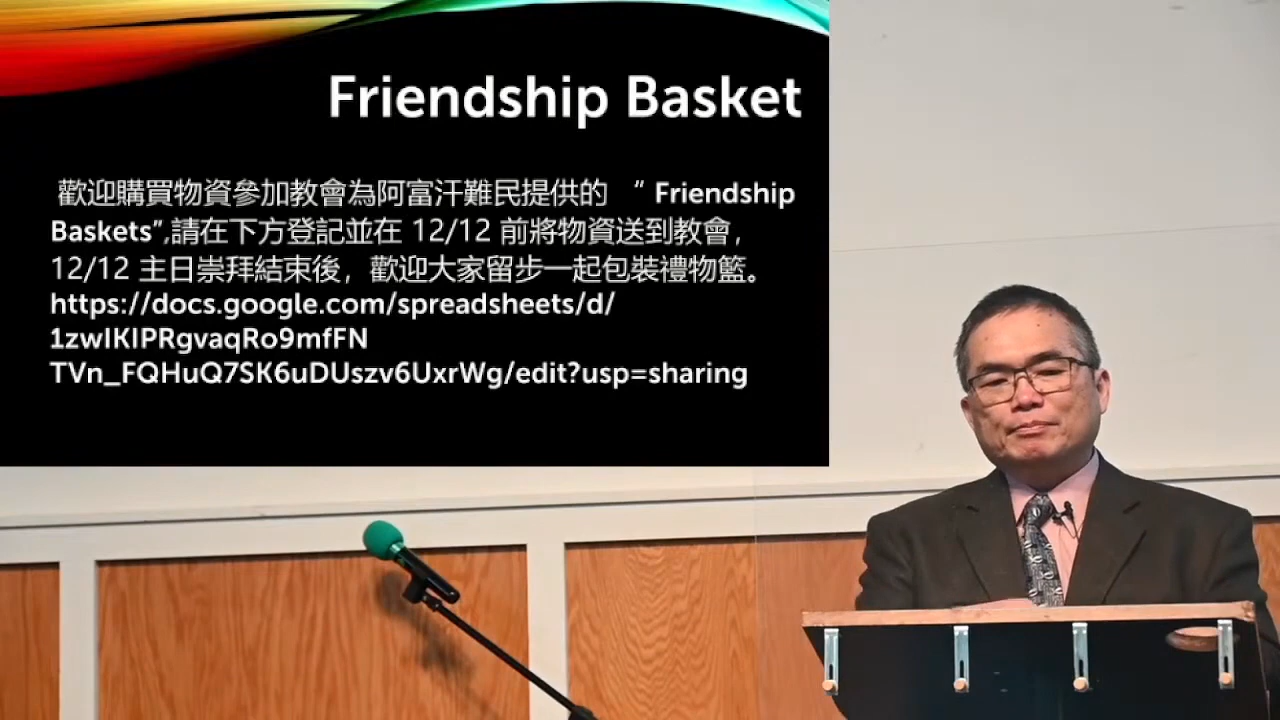 Friendship Basket
歡迎購買物資參加教會為阿富汗難民提供的 “ Friendship
Baskets”,請在下方登記並在 12/12 前將物資送到教會，
12/12 主日崇拜結束後，歡迎大家留步一起包裝禮物籃。
https://docs.google.com/spreadsheets/d/
1zwIKIPRgvaqRo9mfFN
TVn_FQHuQ7SK6uDUszv6UxrWg/edit?usp=sharing